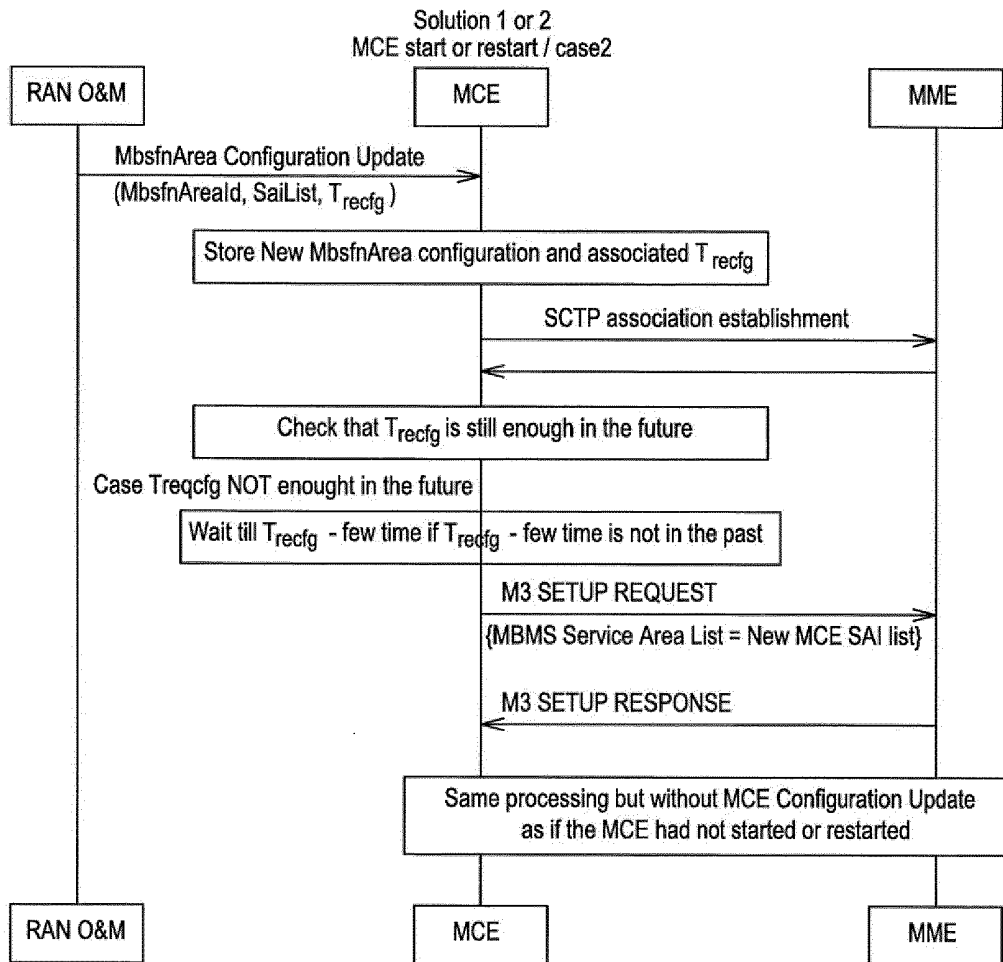 Solution 1 or 2
MCE start or restart / case2
RAN O&M
MCE
MME
MbsfnArea Configuration Update
(MbsfnAreaId, SaiList, Trecfg )
Store New MbsfnArea configuration and associated Trecfg
SCTP association establishment
Check that Trecfg is still enough in the future
Case Treqcfg NOT enought in the future
Wait till Trecfg - few time if Trecfg - few time is not in the past
M3 SETUP REQUEST
{MBMS Service Area List = New MCE SAI list}
M3 SETUP RESPONSE
Same processing but without MCE Configuration Update
as if the MCE had not started or restarted
RAN O&M
MCE
MME